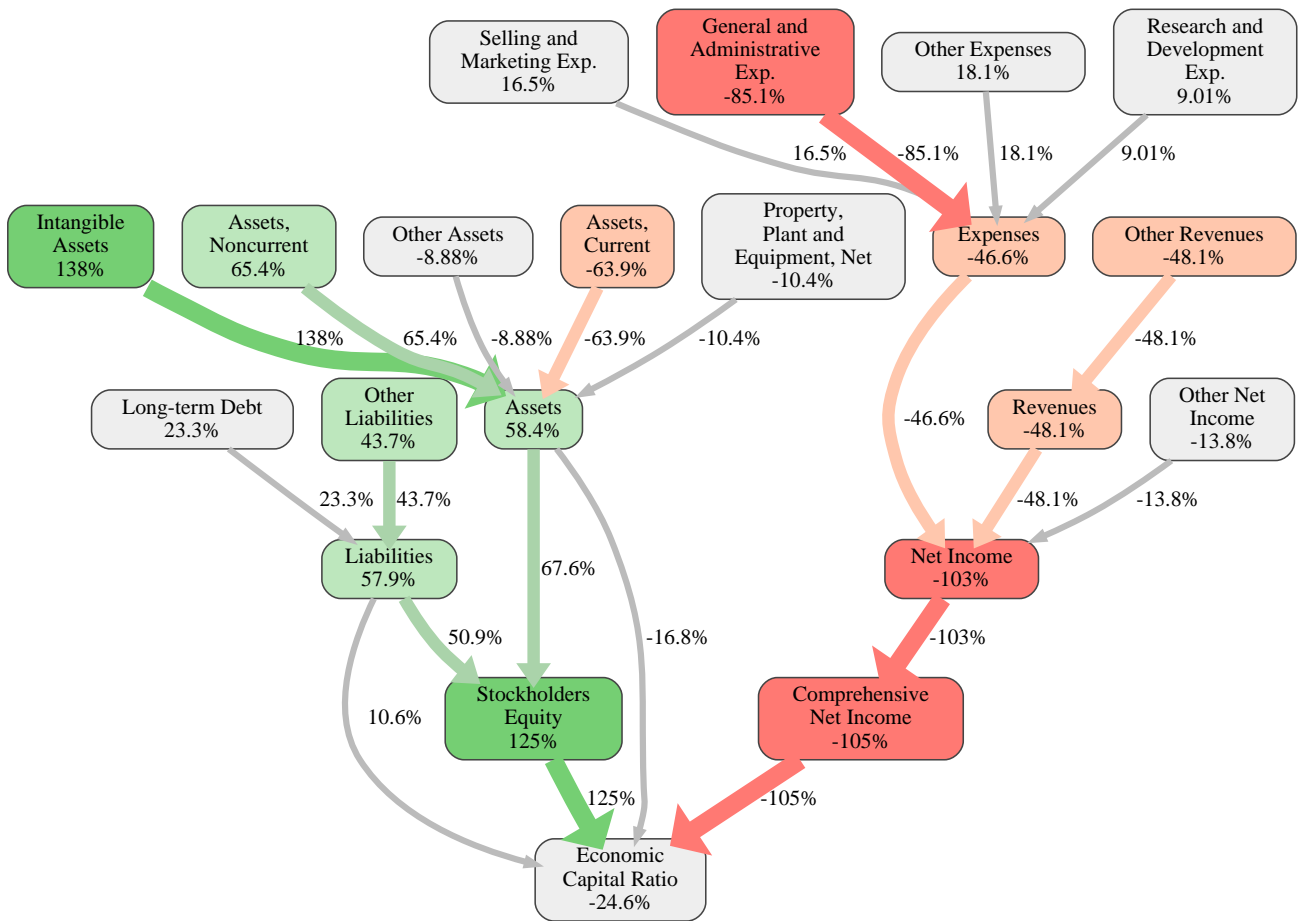 Selling and
Marketing Exp.
16.5%
General and
Administrative
Exp.
-85.1%
Other Expenses
18.1%
Research and
Development
Exp.
9.01%
16.5%
-85.1%
18.1%
9.01%
Intangible
Assets
138%
Assets,
Noncurrent
65.4%
Other Assets
-8.88%
Assets,
Current
-63.9%
Property,
Plant and
Equipment, Net
-10.4%
Expenses
-46.6%
Other Revenues
-48.1%
138%
65.4%
-8.88%
-63.9%
-10.4%
-48.1%
Long-term Debt
23.3%
Other
Liabilities
43.7%
Assets
58.4%
-46.6%
Revenues
-48.1%
Other Net
Income
-13.8%
23.3%
43.7%
-48.1%
-13.8%
Liabilities
57.9%
67.6%
Net Income
-103%
50.9%
-16.8%
-103%
10.6%
Stockholders
Equity
125%
Comprehensive
Net Income
-105%
125%
-105%
Economic
Capital Ratio
-24.6%